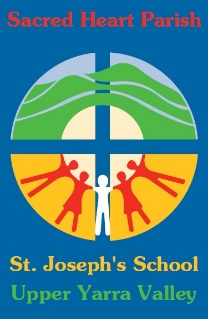 Sacred Heart Parish
St. Joseph's School
Upper Yarra Valley